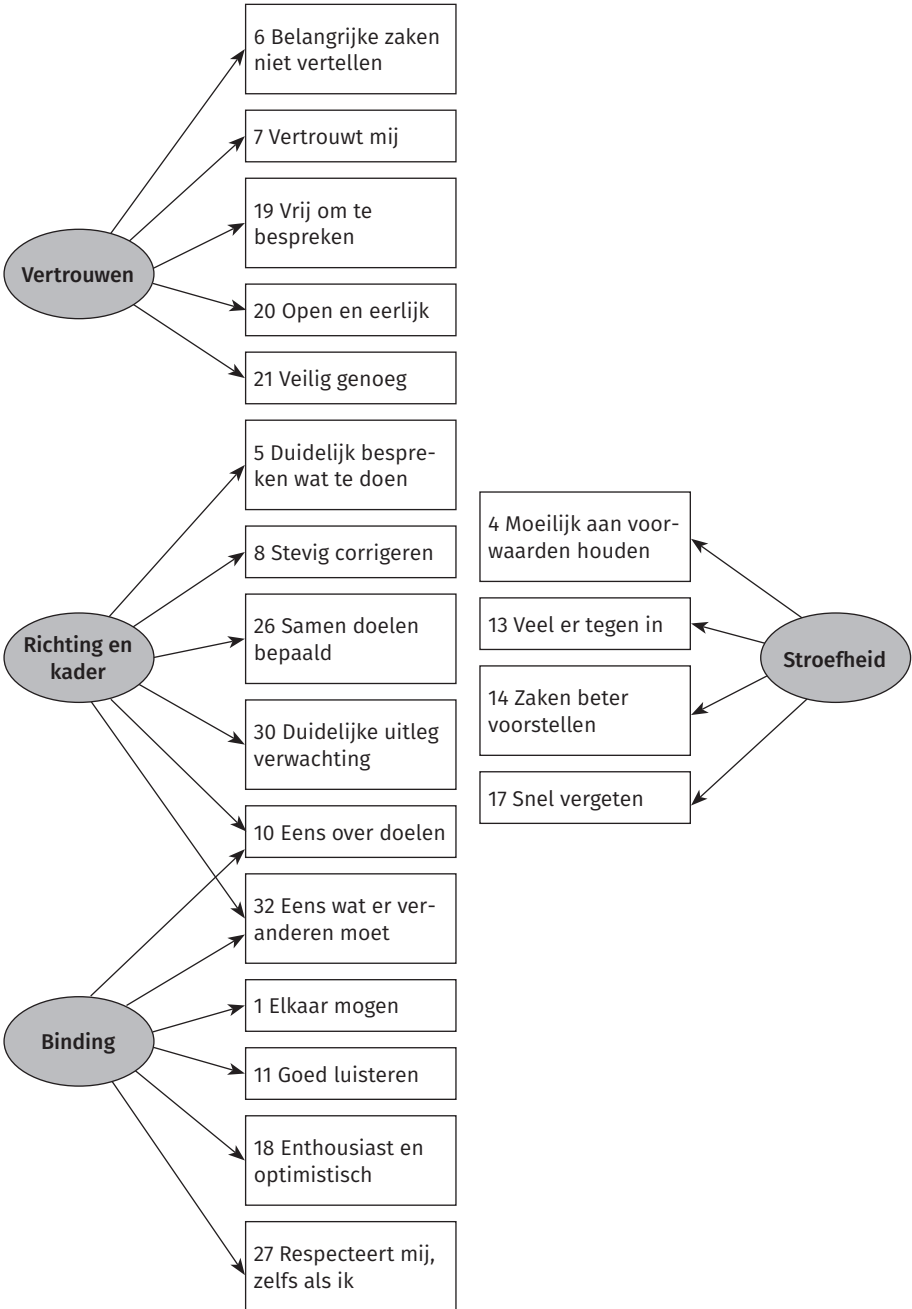 6 Belangrijke zaken
niet vertellen
7 Vertrouwt mij
19 Vrij om te
bespreken
Vertrouwen
20 Open en eerlijk
21 Veilig genoeg
5 Duidelijk bespre-
ken wat te doen
8 Stevig corrigeren
26 Samen doelen
bepaald
Richting en
kader
30 Duidelijke uitleg
verwachting
10 Eens over doelen
32 Eens wat er ver-
anderen moet
1 Elkaar mogen
Binding
11 Goed luisteren
18 Enthousiast en
optimistisch
27 Respecteert mij,
zelfs als ik
4 Moeilijk aan voor-
waarden houden
13 Veel er tegen in
Stroefheid
14 Zaken beter
voorstellen
17 Snel vergeten